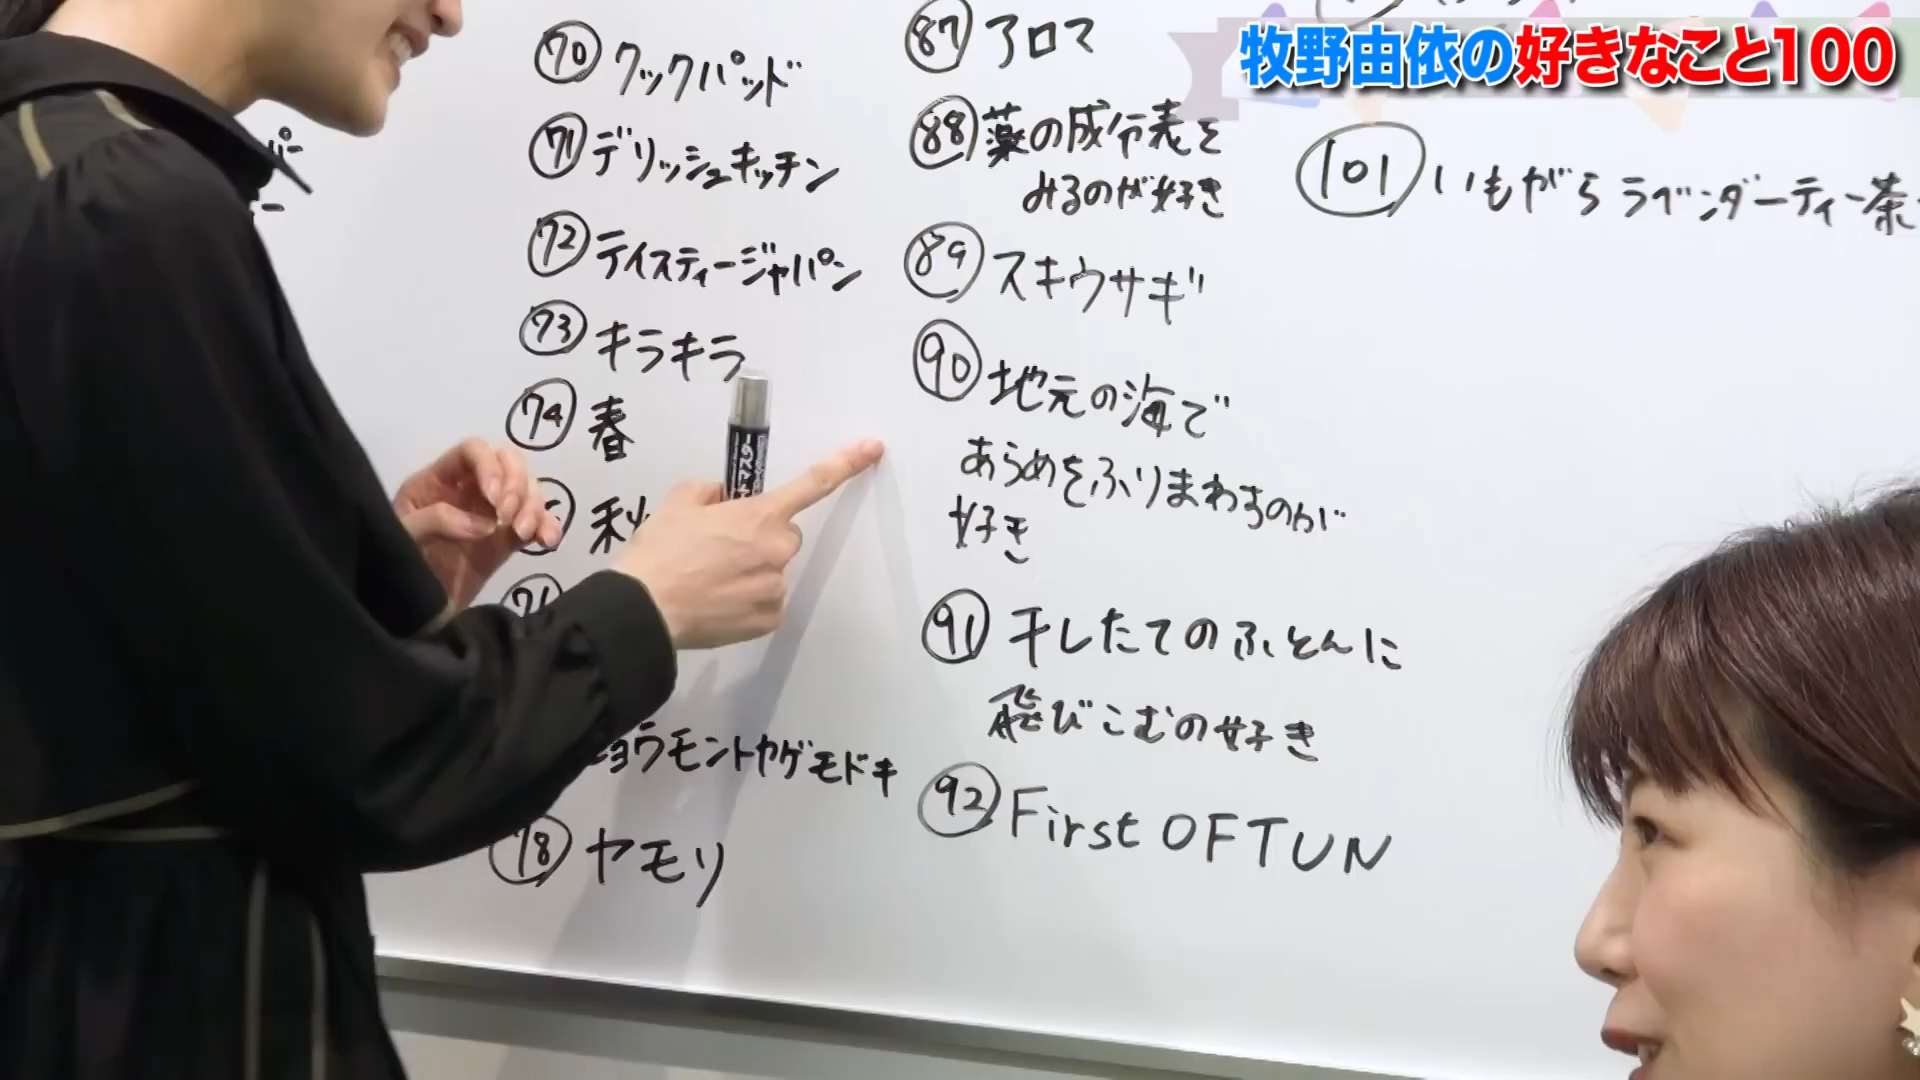 牧野由依の好きなこと100
70 クックパッド
71 デリッシュキッチン
72 テイスティージャパン
73 キラキラ
74 春
秋
ョウモントヤゲモドキ
78 ヤモリ
87 アロマ
88 薬の成分表を
みるのが好き
89 スキウサギ
90 地元の海で
あらめをふりまわすのが
好き
91 干したてのふとんに
飛びこむの好き
92 First OF TUN
101 いもがらラベンダーティー茶